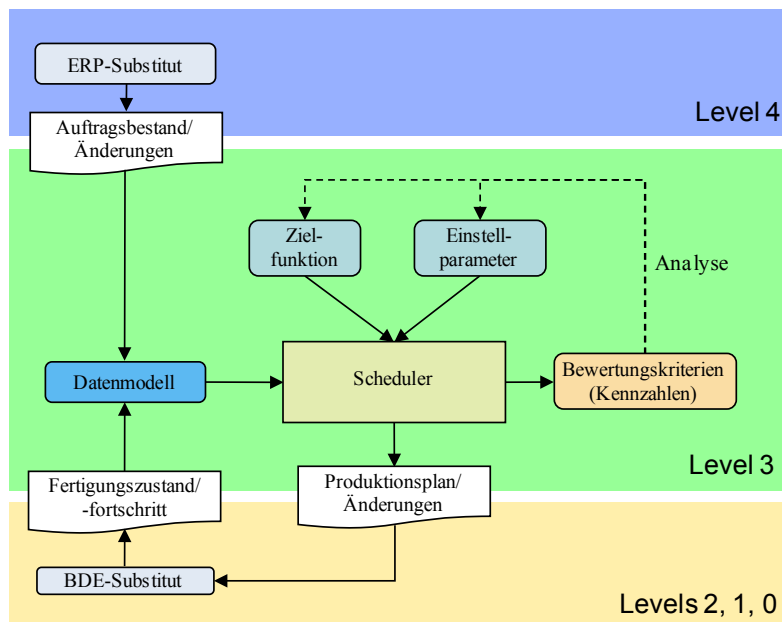 ERP-Substitut
Level 4
Auftragsbestand/
Änderungen
Ziel-
funktion
Einstell-
parameter
Analyse
Datenmodell
Scheduler
Bewertungskriterien
(Kennzahlen)
Level 3
Fertigungszustand/
-fortschritt
Produktionsplan/
Änderungen
BDE-Substitut
Levels 2, 1, 0